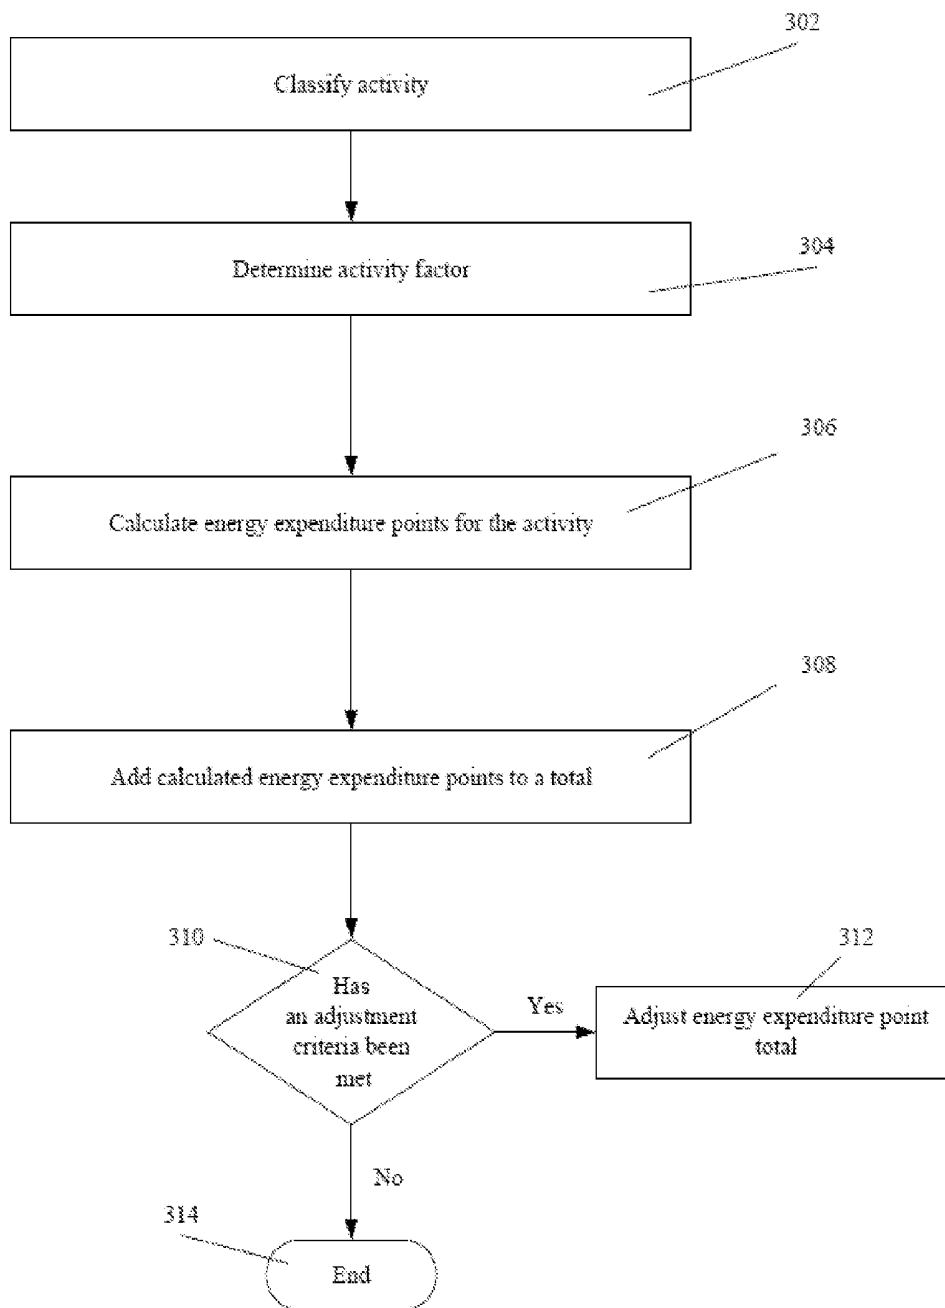 302
Classify activity
304
Determine activity factor
306
Calculate energy expenditure points for the activity
308
Add calculated energy expenditure points to a total
310
Has
an adjustment
criteria been
met
Yes
312
Adjust energy expenditure point
total
No
314
End